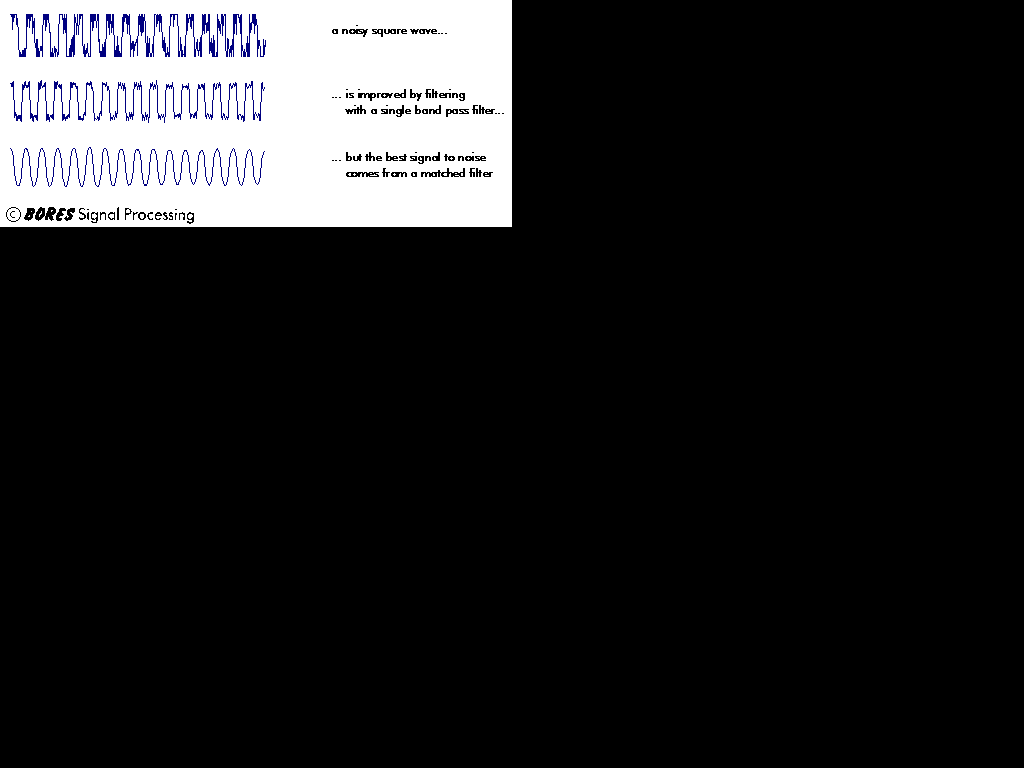 a noisy square wave...
... is improved by filtering
with a single band pass filter...
... but the best signal to noise
comes from a matched filter
© BORES Signal Processing